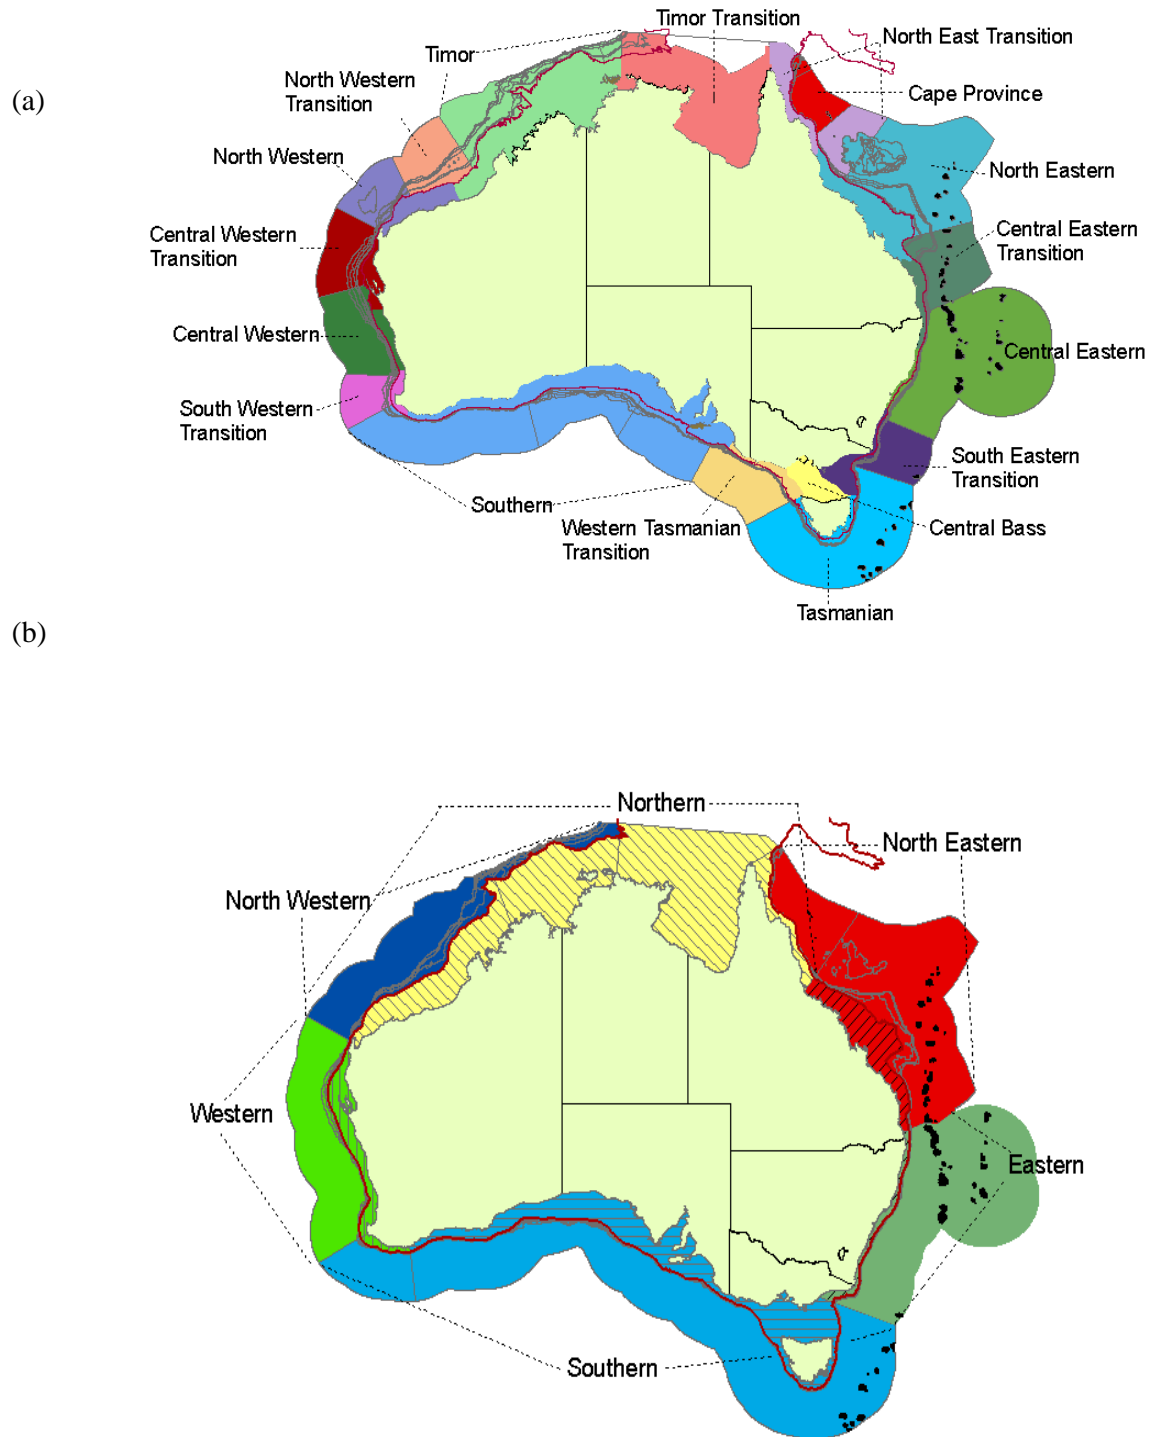 (a)
Timor Transition
North East Transition
Timor
North Western
Transition
Cape Province
North Western
North Eastern
Central Western
Transition
Central Eastern
Transition
Central Western
Central Eastern
South Western
Transition
South Eastern
Transition
Southern
Western Tasmanian
Transition
Central Bass
Tasmanian
(b)
Northern
North Eastern
North Western
Western
Eastern
Southern